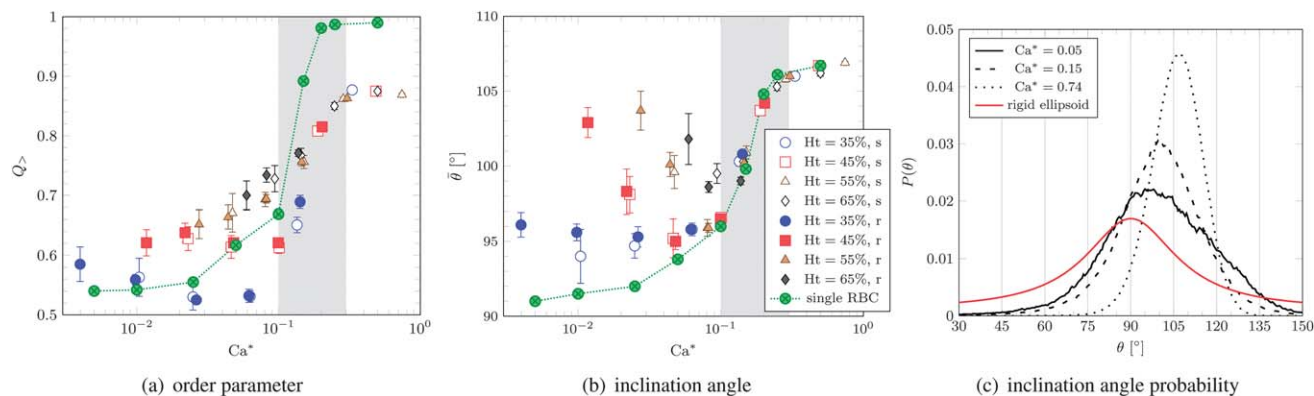 1
0.9
0.8
0.7
0.6
0.5
Q>
10⁻² 10⁻¹ 10⁰
Ca*
(a) order parameter
110
105
100
95
90
θ̄ [°]
10⁻² 10⁻¹ 10⁰
Ca*
Ht = 35%, s
Ht = 45%, s
Ht = 55%, s
Ht = 65%, s
Ht = 35%, r
Ht = 45%, r
Ht = 55%, r
Ht = 65%, r
single RBC
(b) inclination angle
0.05
0.04
0.03
0.02
0.01
0
P(θ)
Ca* = 0.05
Ca* = 0.15
Ca* = 0.74
rigid ellipsoid
30 45 60 75 90 105 120 135 150
θ [°]
(c) inclination angle probability